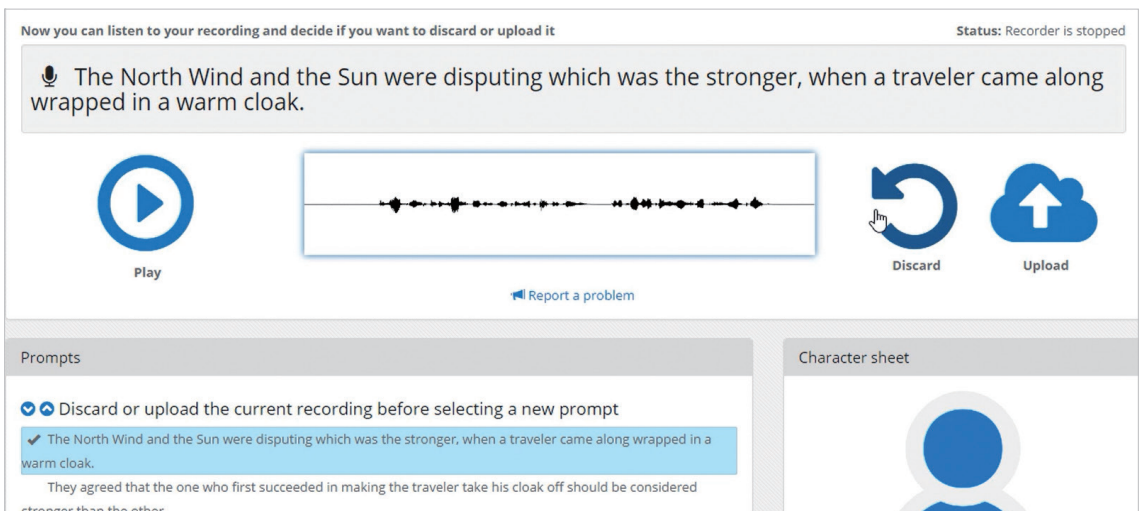 Now you can listen to your recording and decide if you want to discard or upload it
Status: Recorder is stopped
The North Wind and the Sun were disputing which was the stronger, when a traveler came along
wrapped in a warm cloak.
Play
Discard
Upload
Report a problem
Prompts
Discard or upload the current recording before selecting a new prompt
The North Wind and the Sun were disputing which was the stronger, when a traveler came along wrapped in a
warm cloak.
They agreed that the one who first succeeded in making the traveler take his cloak off should be considered
stronger than the other
Character sheet